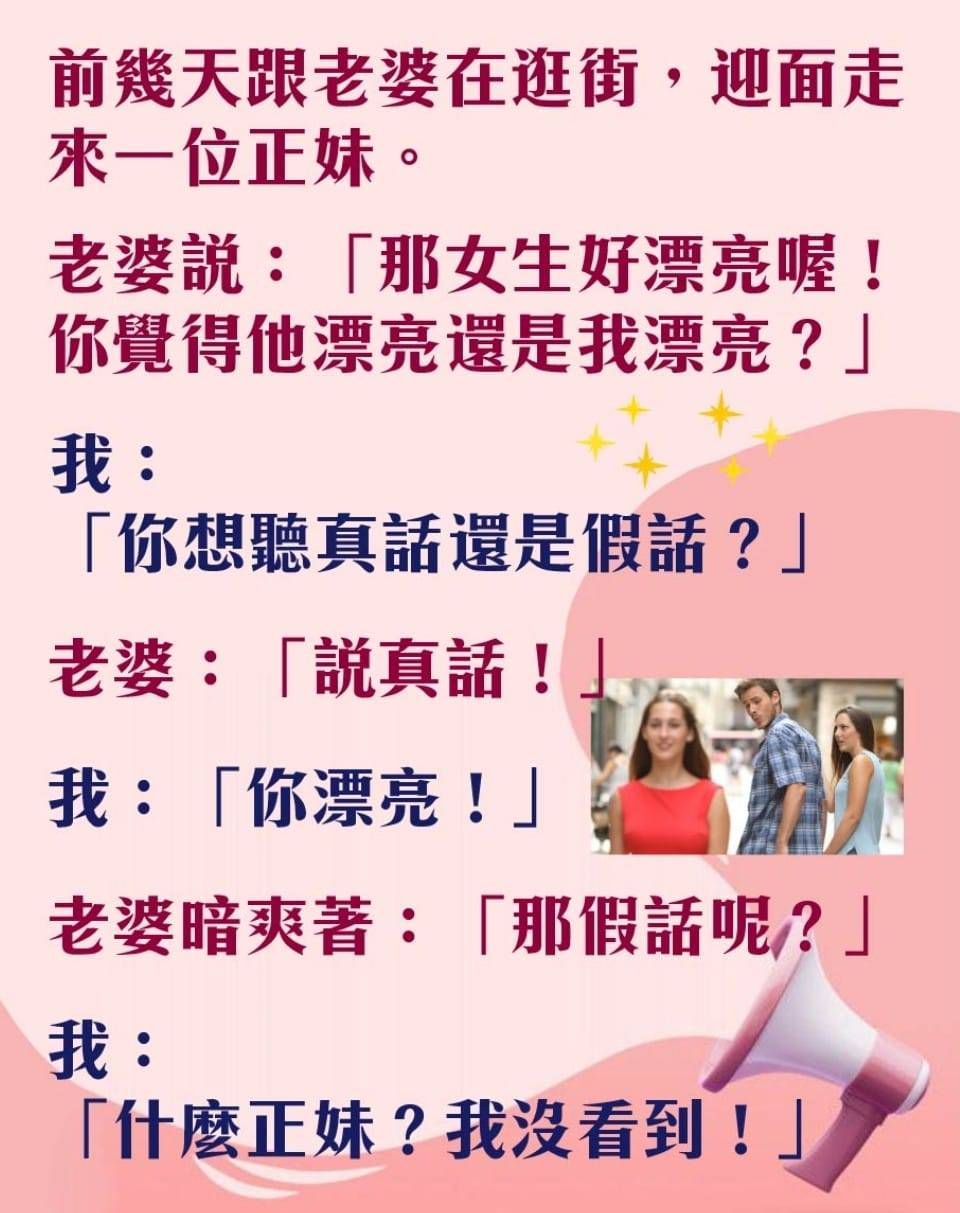 前幾天跟老婆在逛街，迎面走
來一位正妹。
老婆説：「那女生好漂亮喔！
你覺得他漂亮還是我漂亮？」
我：
「你想聽真話還是假話？」
老婆：「説真話！」
我：「你漂亮！」
老婆暗爽著：「那假話呢？」
我：
「什麼正妹？我沒看到！」